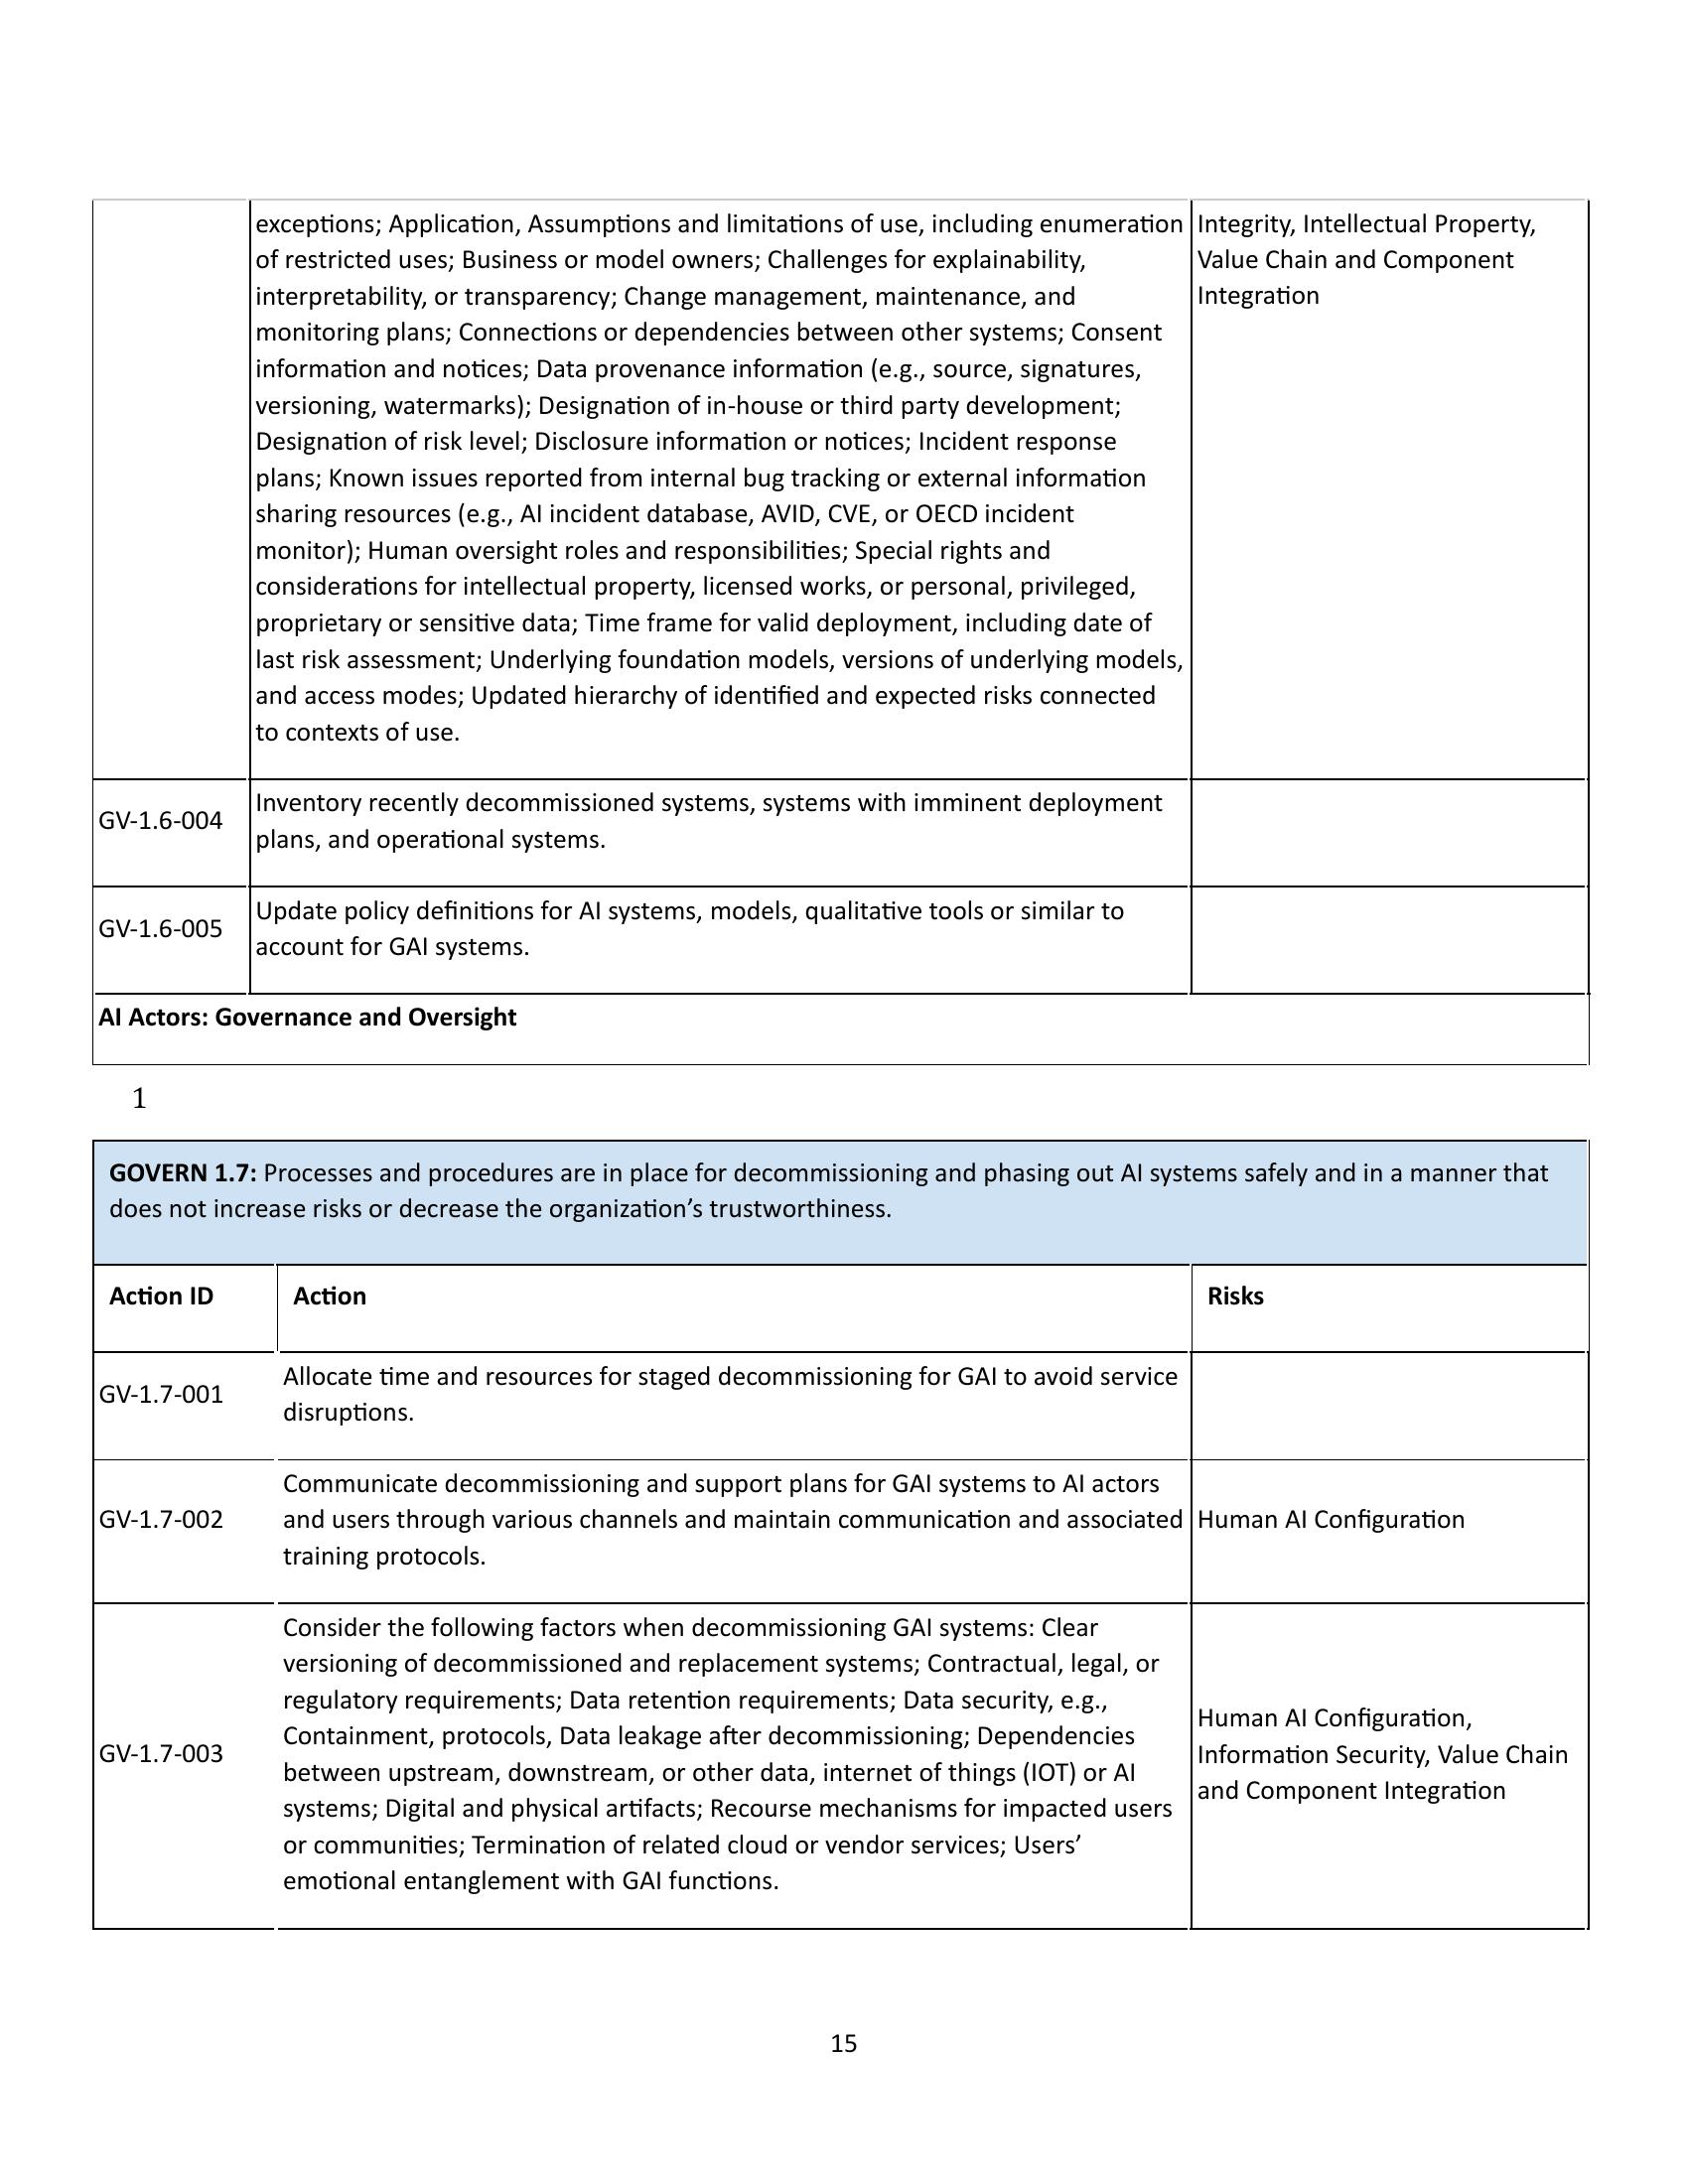 exceptions; Application, Assumptions and limitations of use, including enumeration
of restricted uses; Business or model owners; Challenges for explainability,
interpretability, or transparency; Change management, maintenance, and
monitoring plans; Connections or dependencies between other systems; Consent
information and notices; Data provenance information (e.g., source, signatures,
versioning, watermarks); Designation of in-house or third party development;
Designation of risk level; Disclosure information or notices; Incident response
plans; Known issues reported from internal bug tracking or external information
sharing resources (e.g., AI incident database, AVID, CVE, or OECD incident
monitor); Human oversight roles and responsibilities; Special rights and
considerations for intellectual property, licensed works, or personal, privileged,
proprietary or sensitive data; Time frame for valid deployment, including date of
last risk assessment; Underlying foundation models, versions of underlying models,
and access modes; Updated hierarchy of identified and expected risks connected
to contexts of use.
Integrity, Intellectual Property,
Value Chain and Component
Integration
GV-1.6-004
Inventory recently decommissioned systems, systems with imminent deployment
plans, and operational systems.
GV-1.6-005
Update policy definitions for AI systems, models, qualitative tools or similar to
account for GAI systems.
AI Actors: Governance and Oversight
1
GOVERN 1.7: Processes and procedures are in place for decommissioning and phasing out AI systems safely and in a manner that
does not increase risks or decrease the organization’s trustworthiness.
Action ID
Action
Risks
GV-1.7-001
Allocate time and resources for staged decommissioning for GAI to avoid service
disruptions.
GV-1.7-002
Communicate decommissioning and support plans for GAI systems to AI actors
and users through various channels and maintain communication and associated
training protocols.
Human AI Configuration
GV-1.7-003
Consider the following factors when decommissioning GAI systems: Clear
versioning of decommissioned and replacement systems; Contractual, legal, or
regulatory requirements; Data retention requirements; Data security, e.g.,
Containment, protocols, Data leakage after decommissioning; Dependencies
between upstream, downstream, or other data, internet of things (IOT) or AI
systems; Digital and physical artifacts; Recourse mechanisms for impacted users
or communities; Termination of related cloud or vendor services; Users’
emotional entanglement with GAI functions.
Human AI Configuration,
Information Security, Value Chain
and Component Integration
15